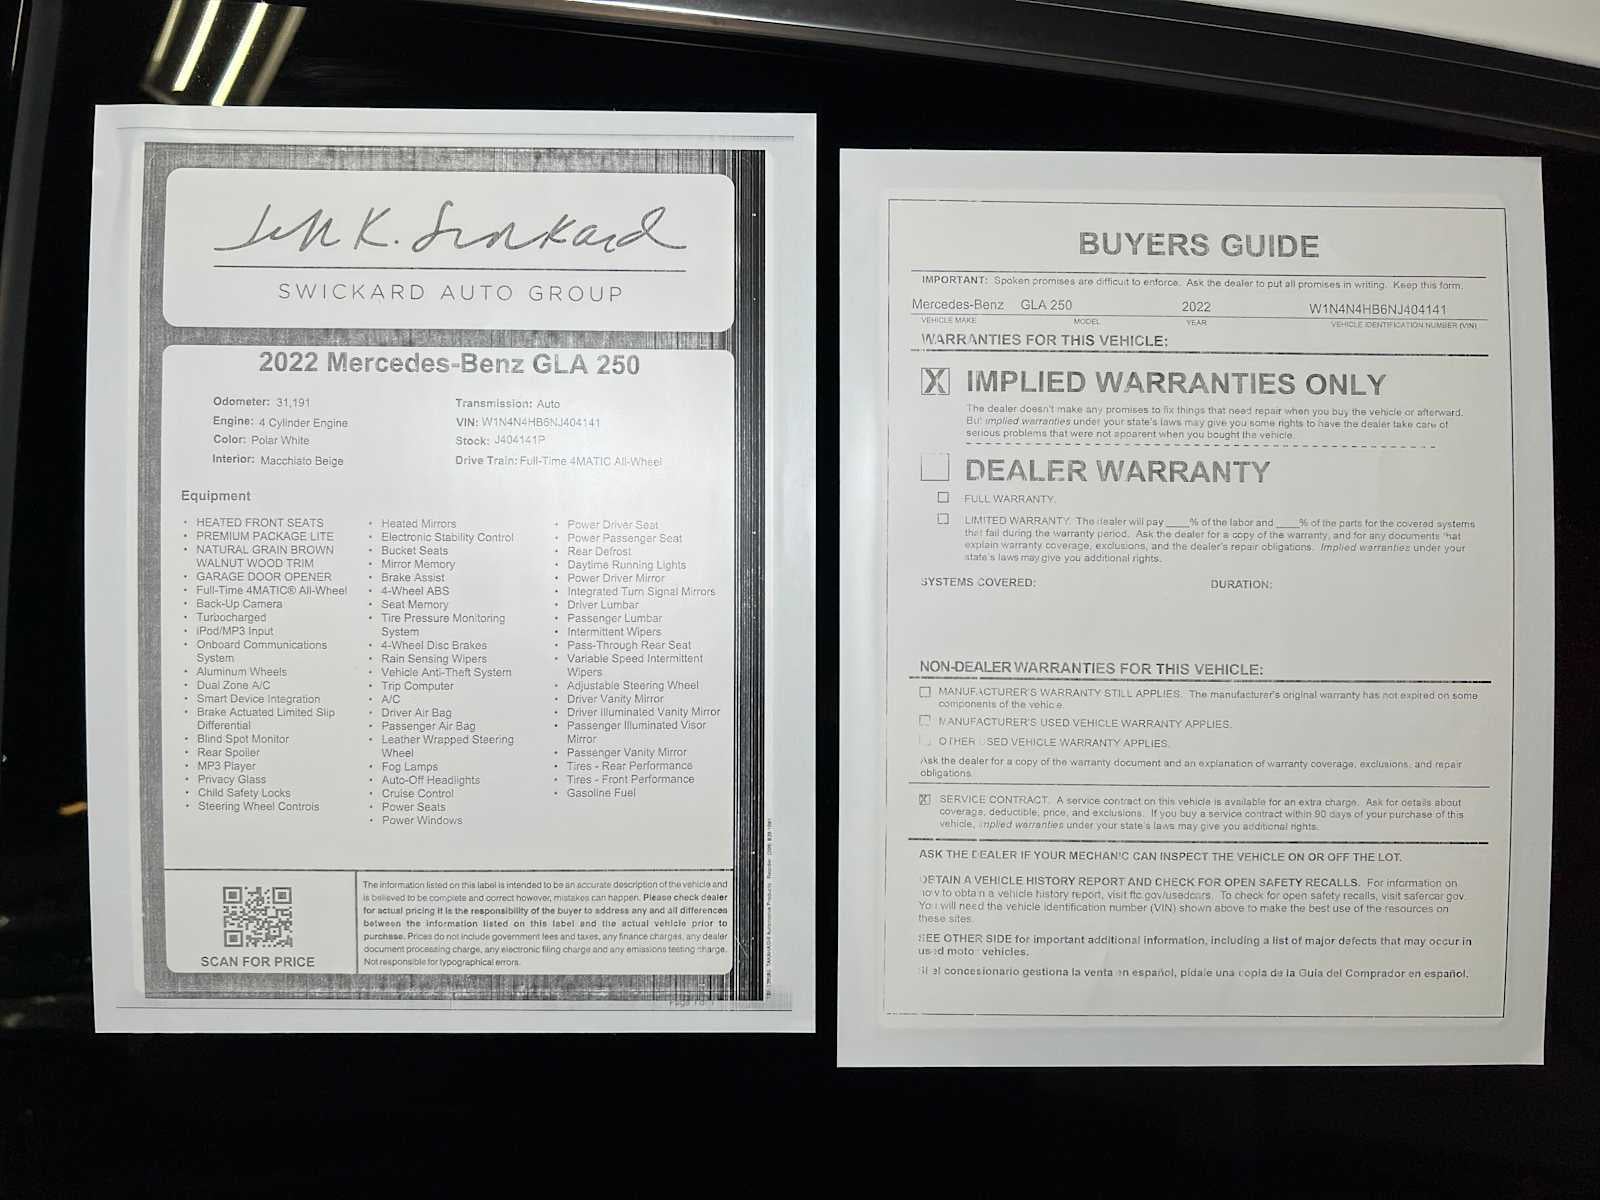 Jeff K. Swickard
SWICKARD AUTO GROUP
2022 Mercedes-Benz GLA 250
Odometer: 31,191
Engine: 4 Cylinder Engine
Color: Polar White
Interior: Macchiato Beige
Transmission: Auto
VIN: W1N4N4HB6NJ404141
Stock: J404141P
Drive Train: Full-Time 4MATIC All-Wheel
Equipment
• HEATED FRONT SEATS
• PREMIUM PACKAGE LITE
• NATURAL GRAIN BROWN
WALNUT WOOD TRIM
• GARAGE DOOR OPENER
• Full-Time 4MATIC® All-Wheel
• Back-Up Camera
• Turbocharged
• iPod/MP3 Input
• Onboard Communications
System
• Aluminum Wheels
• Dual Zone A/C
• Smart Device Integration
• Brake Actuated Limited Slip
Differential
• Blind Spot Monitor
• Rear Spoiler
• MP3 Player
• Privacy Glass
• Child Safety Locks
• Steering Wheel Controls
• Heated Mirrors
• Electronic Stability Control
• Bucket Seats
• Mirror Memory
• Brake Assist
• 4-Wheel ABS
• Seat Memory
• Tire Pressure Monitoring
System
• 4-Wheel Disc Brakes
• Rain Sensing Wipers
• Vehicle Anti-Theft System
• Trip Computer
• A/C
• Driver Air Bag
• Passenger Air Bag
• Leather Wrapped Steering
Wheel
• Fog Lamps
• Auto-Off Headlights
• Cruise Control
• Power Seats
• Power Windows
• Power Driver Seat
• Power Passenger Seat
• Rear Defrost
• Daytime Running Lights
• Power Driver Mirror
• Integrated Turn Signal Mirrors
• Driver Lumbar
• Passenger Lumbar
• Intermittent Wipers
• Pass-Through Rear Seat
• Variable Speed Intermittent
Wipers
• Adjustable Steering Wheel
• Driver Vanity Mirror
• Driver Illuminated Vanity Mirror
• Passenger Illuminated Visor
Mirror
• Passenger Vanity Mirror
• Tires - Rear Performance
• Tires - Front Performance
• Gasoline Fuel
SCAN FOR PRICE
The information listed on this label is intended to be an accurate description of the vehicle and
is believed to be complete and correct however, mistakes can happen. Please check dealer
for actual pricing it is the responsibility of the buyer to address any and all differences
between the information listed on this label and the actual vehicle prior to
purchase. Prices do not include government fees and taxes, any finance charges, any dealer
document processing charge, any electronic filing charge and any emissions testing charge.
Not responsible for typographical errors.
BUYERS GUIDE
IMPORTANT: Spoken promises are difficult to enforce. Ask the dealer to put all promises in writing. Keep this form.
Mercedes-Benz GLA 250 2022 W1N4N4HB6NJ404141
VEHICLE MAKE MODEL YEAR VEHICLE IDENTIFICATION NUMBER (VIN)
WARRANTIES FOR THIS VEHICLE:
X IMPLIED WARRANTIES ONLY
The dealer doesn't make any promises to fix things that need repair when you buy the vehicle or afterward.
But implied warranties under your state's laws may give you some rights to have the dealer take care of
serious problems that were not apparent when you bought the vehicle.
DEALER WARRANTY
FULL WARRANTY.
LIMITED WARRANTY. The dealer will pay ____% of the labor and ____% of the parts for the covered systems
that fail during the warranty period. Ask the dealer for a copy of the warranty, and for any documents that
explain warranty coverage, exclusions, and the dealer's repair obligations. Implied warranties under your
state's laws may give you additional rights.
SYSTEMS COVERED: DURATION:
NON-DEALER WARRANTIES FOR THIS VEHICLE:
MANUFACTURER'S WARRANTY STILL APPLIES. The manufacturer's original warranty has not expired on some
components of the vehicle.
MANUFACTURER'S USED VEHICLE WARRANTY APPLIES.
OTHER USED VEHICLE WARRANTY APPLIES.
Ask the dealer for a copy of the warranty document and an explanation of warranty coverage, exclusions, and repair
obligations.
X SERVICE CONTRACT. A service contract on this vehicle is available for an extra charge. Ask for details about
coverage, deductible, price, and exclusions. If you buy a service contract within 90 days of your purchase of this
vehicle, implied warranties under your state's laws may give you additional rights.
ASK THE DEALER IF YOUR MECHANIC CAN INSPECT THE VEHICLE ON OR OFF THE LOT.
OBTAIN A VEHICLE HISTORY REPORT AND CHECK FOR OPEN SAFETY RECALLS. For information on
how to obtain a vehicle history report, visit ftc.gov/usedcars. To check for open safety recalls, visit safercar.gov.
You will need the vehicle identification number (VIN) shown above to make the best use of the resources on
these sites.
SEE OTHER SIDE for important additional information, including a list of major defects that may occur in
used motor vehicles.
Si el concesionario gestiona la venta en español, pídale una copia de la Guía del Comprador en español.